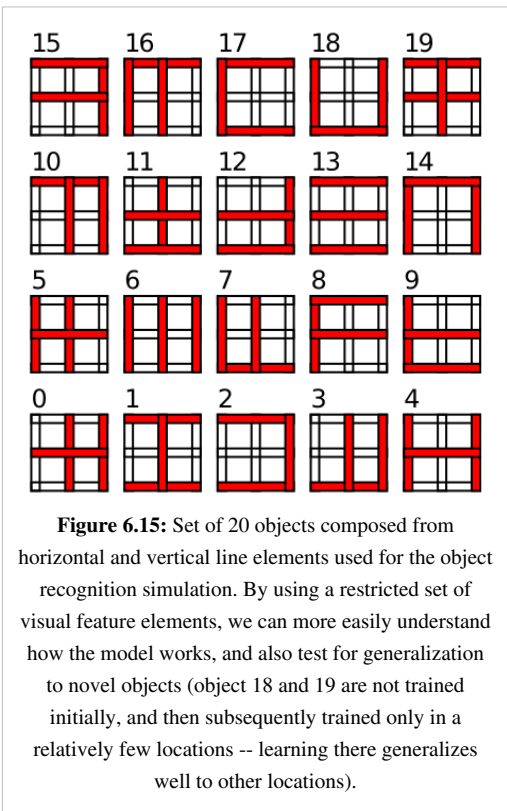 15 16 17 18 19
10 11 12 13 14
5 6 7 8 9
0 1 2 3 4
Figure 6.15: Set of 20 objects composed from
horizontal and vertical line elements used for the object
recognition simulation. By using a restricted set of
visual feature elements, we can more easily understand
how the model works, and also test for generalization
to novel objects (object 18 and 19 are not trained
initially, and then subsequently trained only in a
relatively few locations -- learning there generalizes
well to other locations).